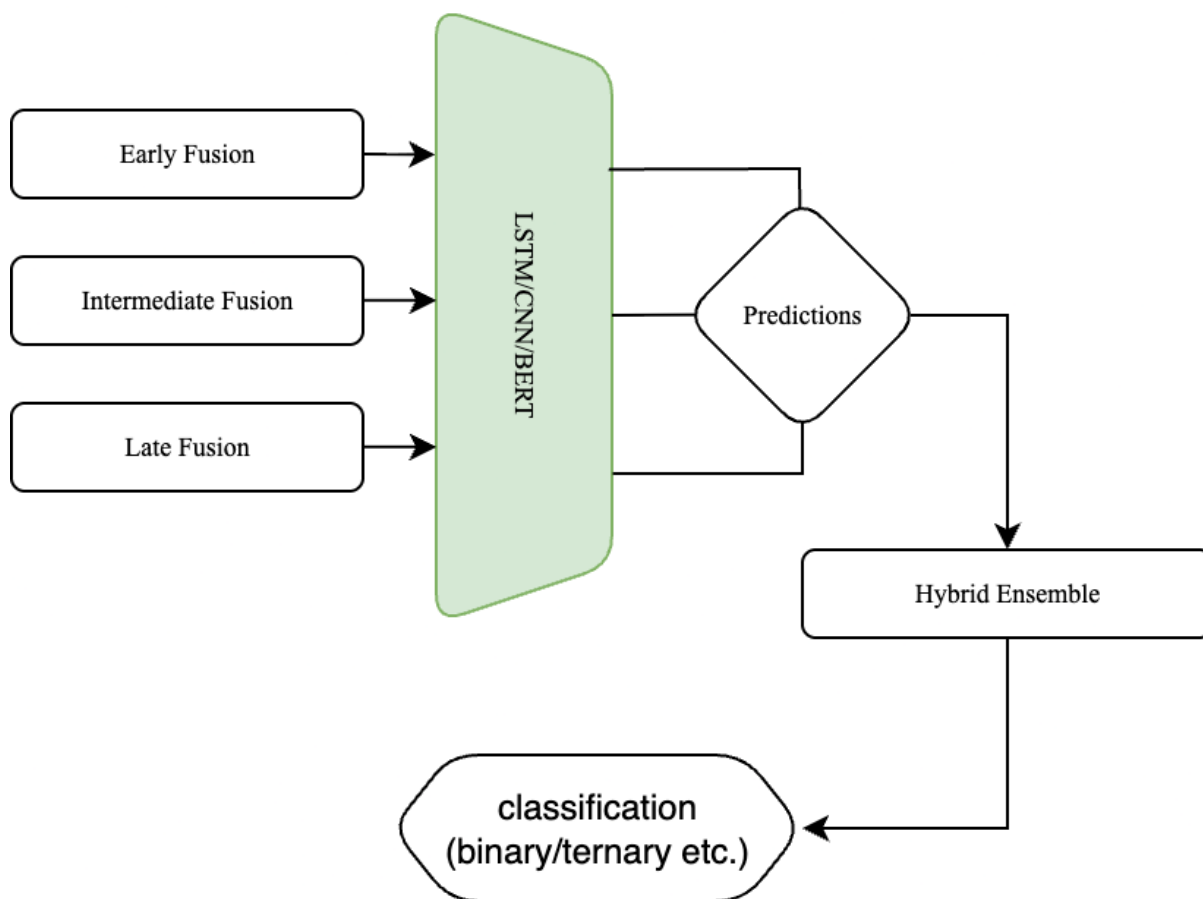 Early Fusion
Intermediate Fusion
Late Fusion
LSTM/CNN/BERT
Predictions
Hybrid Ensemble
classification
(binary/ternary etc.)